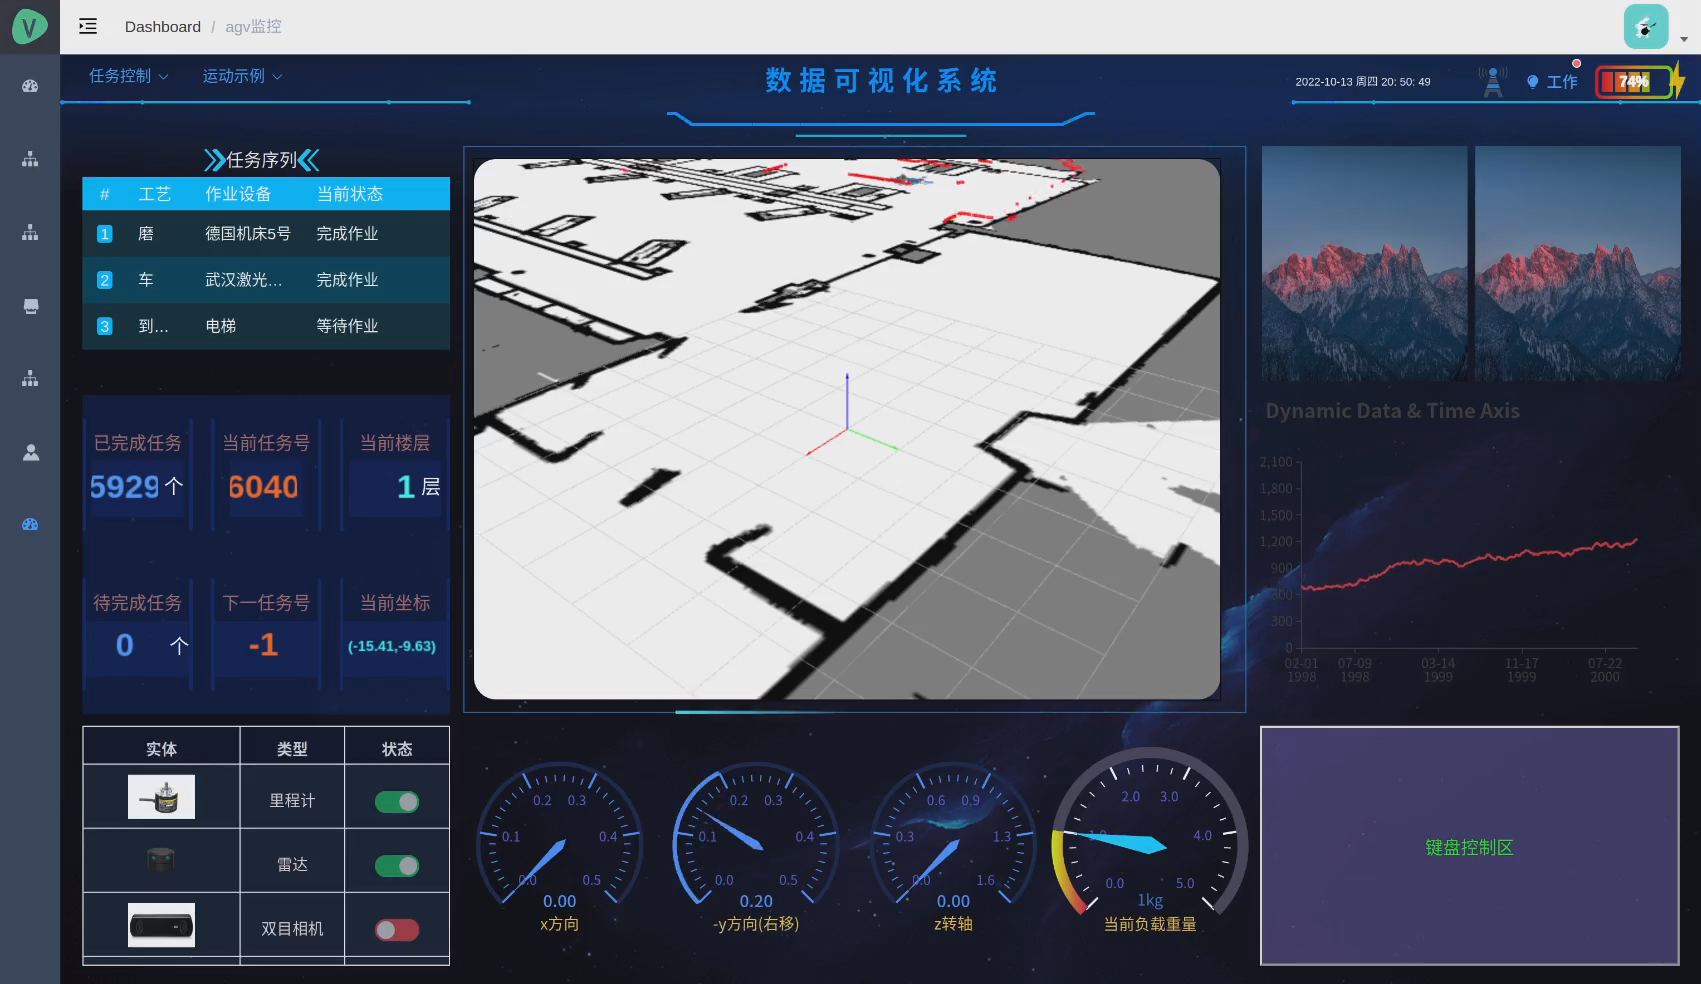 V
Dashboard / agv监控
任务控制
运动示例
数据可视化系统
2022-10-13 周四 20: 50: 49
工作
74%
任务序列
# 工艺 作业设备 当前状态
1 磨 德国机床5号 完成作业
2 车 武汉激光... 完成作业
3 到... 电梯 等待作业
已完成任务 当前任务号 当前楼层
5929 个 6040 1 层
待完成任务 下一任务号 当前坐标
0 个 -1 (-15.41,-9.63)
实体 类型 状态
里程计
雷达
双目相机
0.0 0.1 0.2 0.3 0.4 0.5
0.00
x方向
0.0 0.1 0.2 0.3 0.4 0.5
0.20
-y方向(右移)
0.0 0.3 0.6 0.9 1.3 1.6
0.00
z转轴
0.0 1.0 2.0 3.0 4.0 5.0
1kg
当前负载重量
Dynamic Data & Time Axis
2,100
1,800
1,500
1,200
900
600
300
0
02-01 07-09 03-14 11-17 07-22
1998 1998 1999 1999 2000
键盘控制区